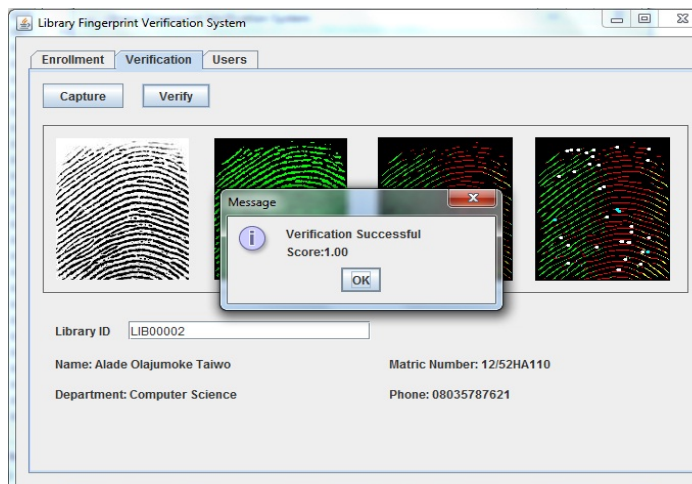 Library Fingerprint Verification System
Enrollment Verification Users
Capture Verify
Message
Verification Successful
Score:1.00
OK
Library ID LIB00002
Name: Alade Olajumoke Taiwo Matric Number: 12/52HA110
Department: Computer Science Phone: 08035787621